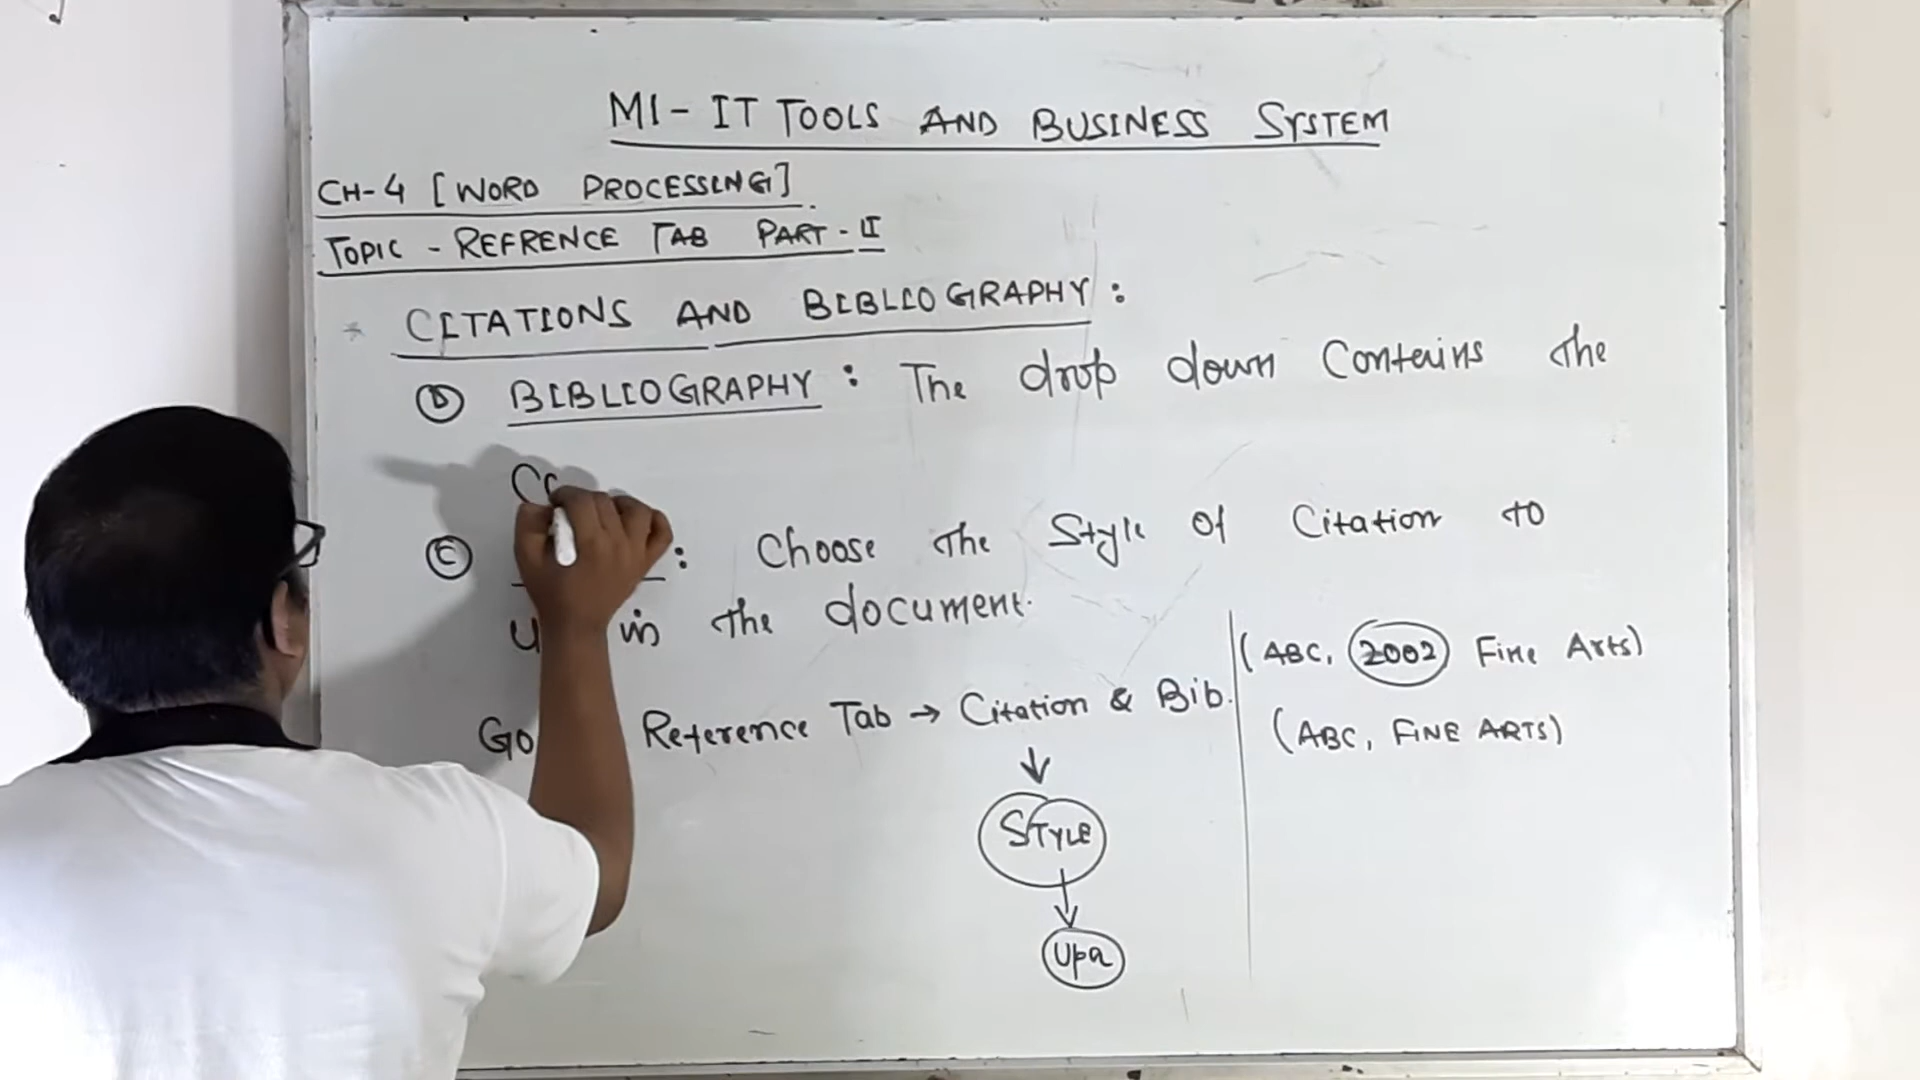 M1 - IT TOOLS AND BUSINESS SYSTEM
CH-4 [WORD PROCESSING]
TOPIC - REFRENCE TAB PART - II
* CITATIONS AND BIBLIOGRAPHY :
D BIBLIOGRAPHY : The drop down Contains the
C : Choose the Style Of Citation to
in the document.
(ABC, 2002 Fine Arts)
Go Reference Tab → Citation & Bib.
(ABC, FINE ARTS)
↓
STYLE
↓